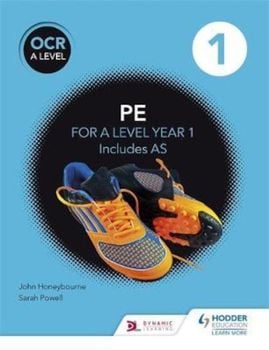 OCR
A LEVEL
1
PE
FOR A LEVEL YEAR 1
Includes AS
John Honeybourne
Sarah Powell
DYNAMIC
LEARNING
HODDER
EDUCATION
LEARN MORE